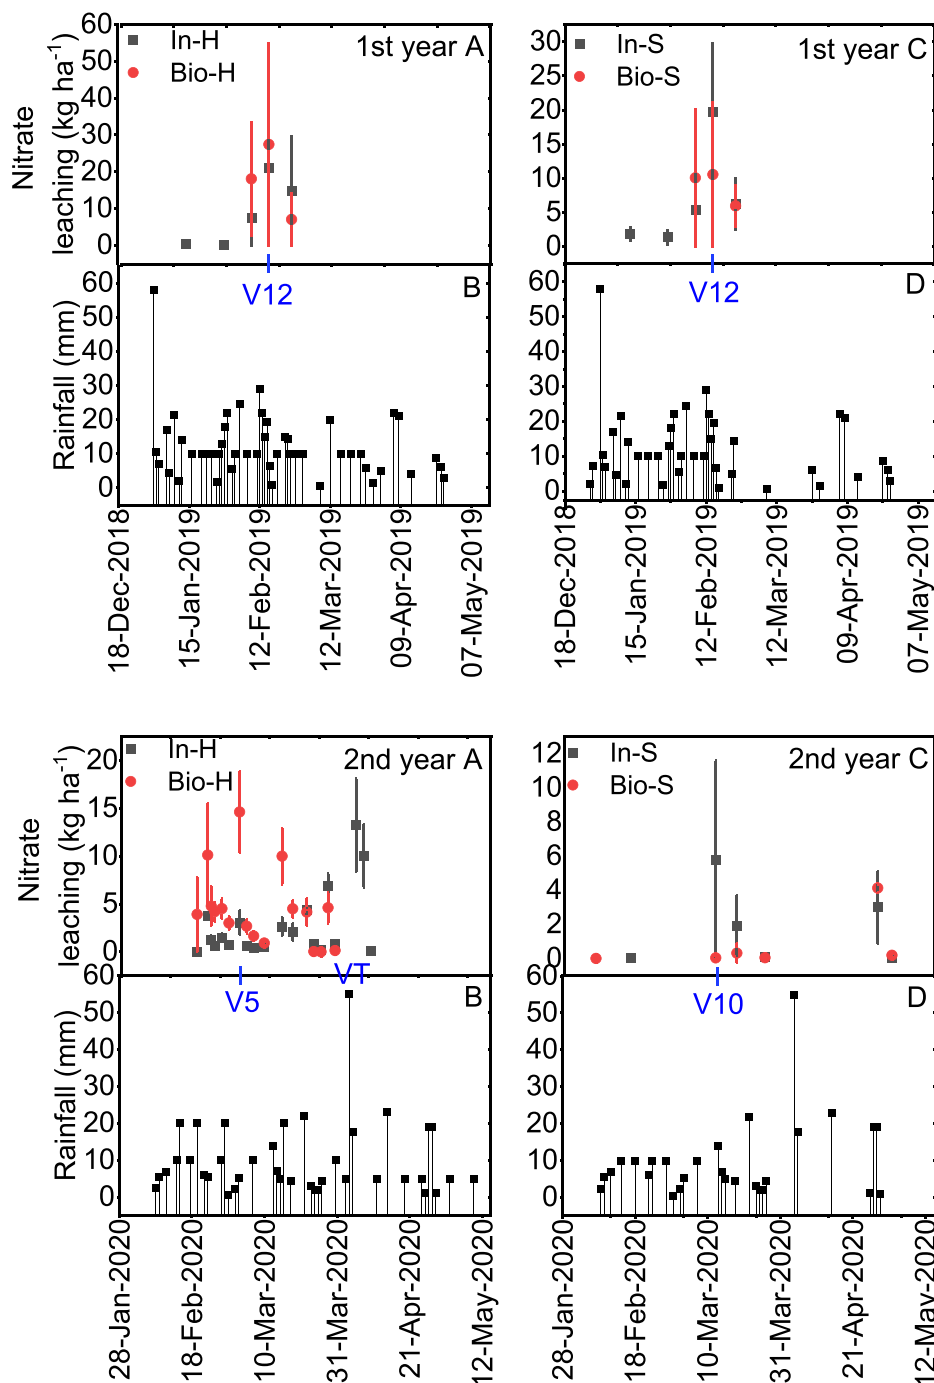 60
50
40
30
20
10
0
Nitrate
leaching (kg ha-1)
In-H
Bio-H
1st year A
V12
30
25
20
15
10
5
0
In-S
Bio-S
1st year C
V12
60
50
40
30
20
10
0
Rainfall (mm)
B
18-Dec-2018
15-Jan-2019
12-Feb-2019
12-Mar-2019
09-Apr-2019
07-May-2019
60
50
40
30
20
10
0
D
18-Dec-2018
15-Jan-2019
12-Feb-2019
12-Mar-2019
09-Apr-2019
07-May-2019
20
15
10
5
0
Nitrate
leaching (kg ha-1)
In-H
Bio-H
2nd year A
V5
VT
12
10
8
6
4
2
0
In-S
Bio-S
2nd year C
V10
60
50
40
30
20
10
0
Rainfall (mm)
B
28-Jan-2020
18-Feb-2020
10-Mar-2020
31-Mar-2020
21-Apr-2020
12-May-2020
60
50
40
30
20
10
0
D
28-Jan-2020
18-Feb-2020
10-Mar-2020
31-Mar-2020
21-Apr-2020
12-May-2020